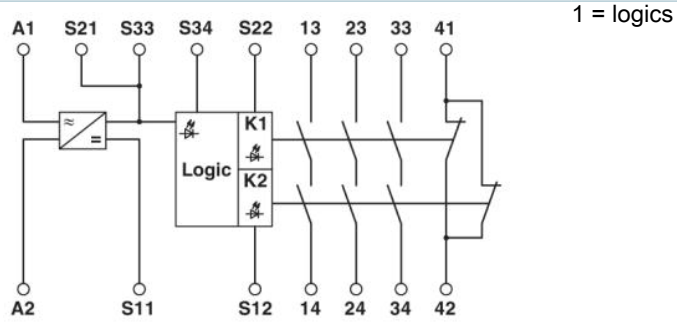 1 = logics
A1 S21 S33 S34 S22 13 23 33 41
K1
Logic
K2
A2 S11 S12 14 24 34 42